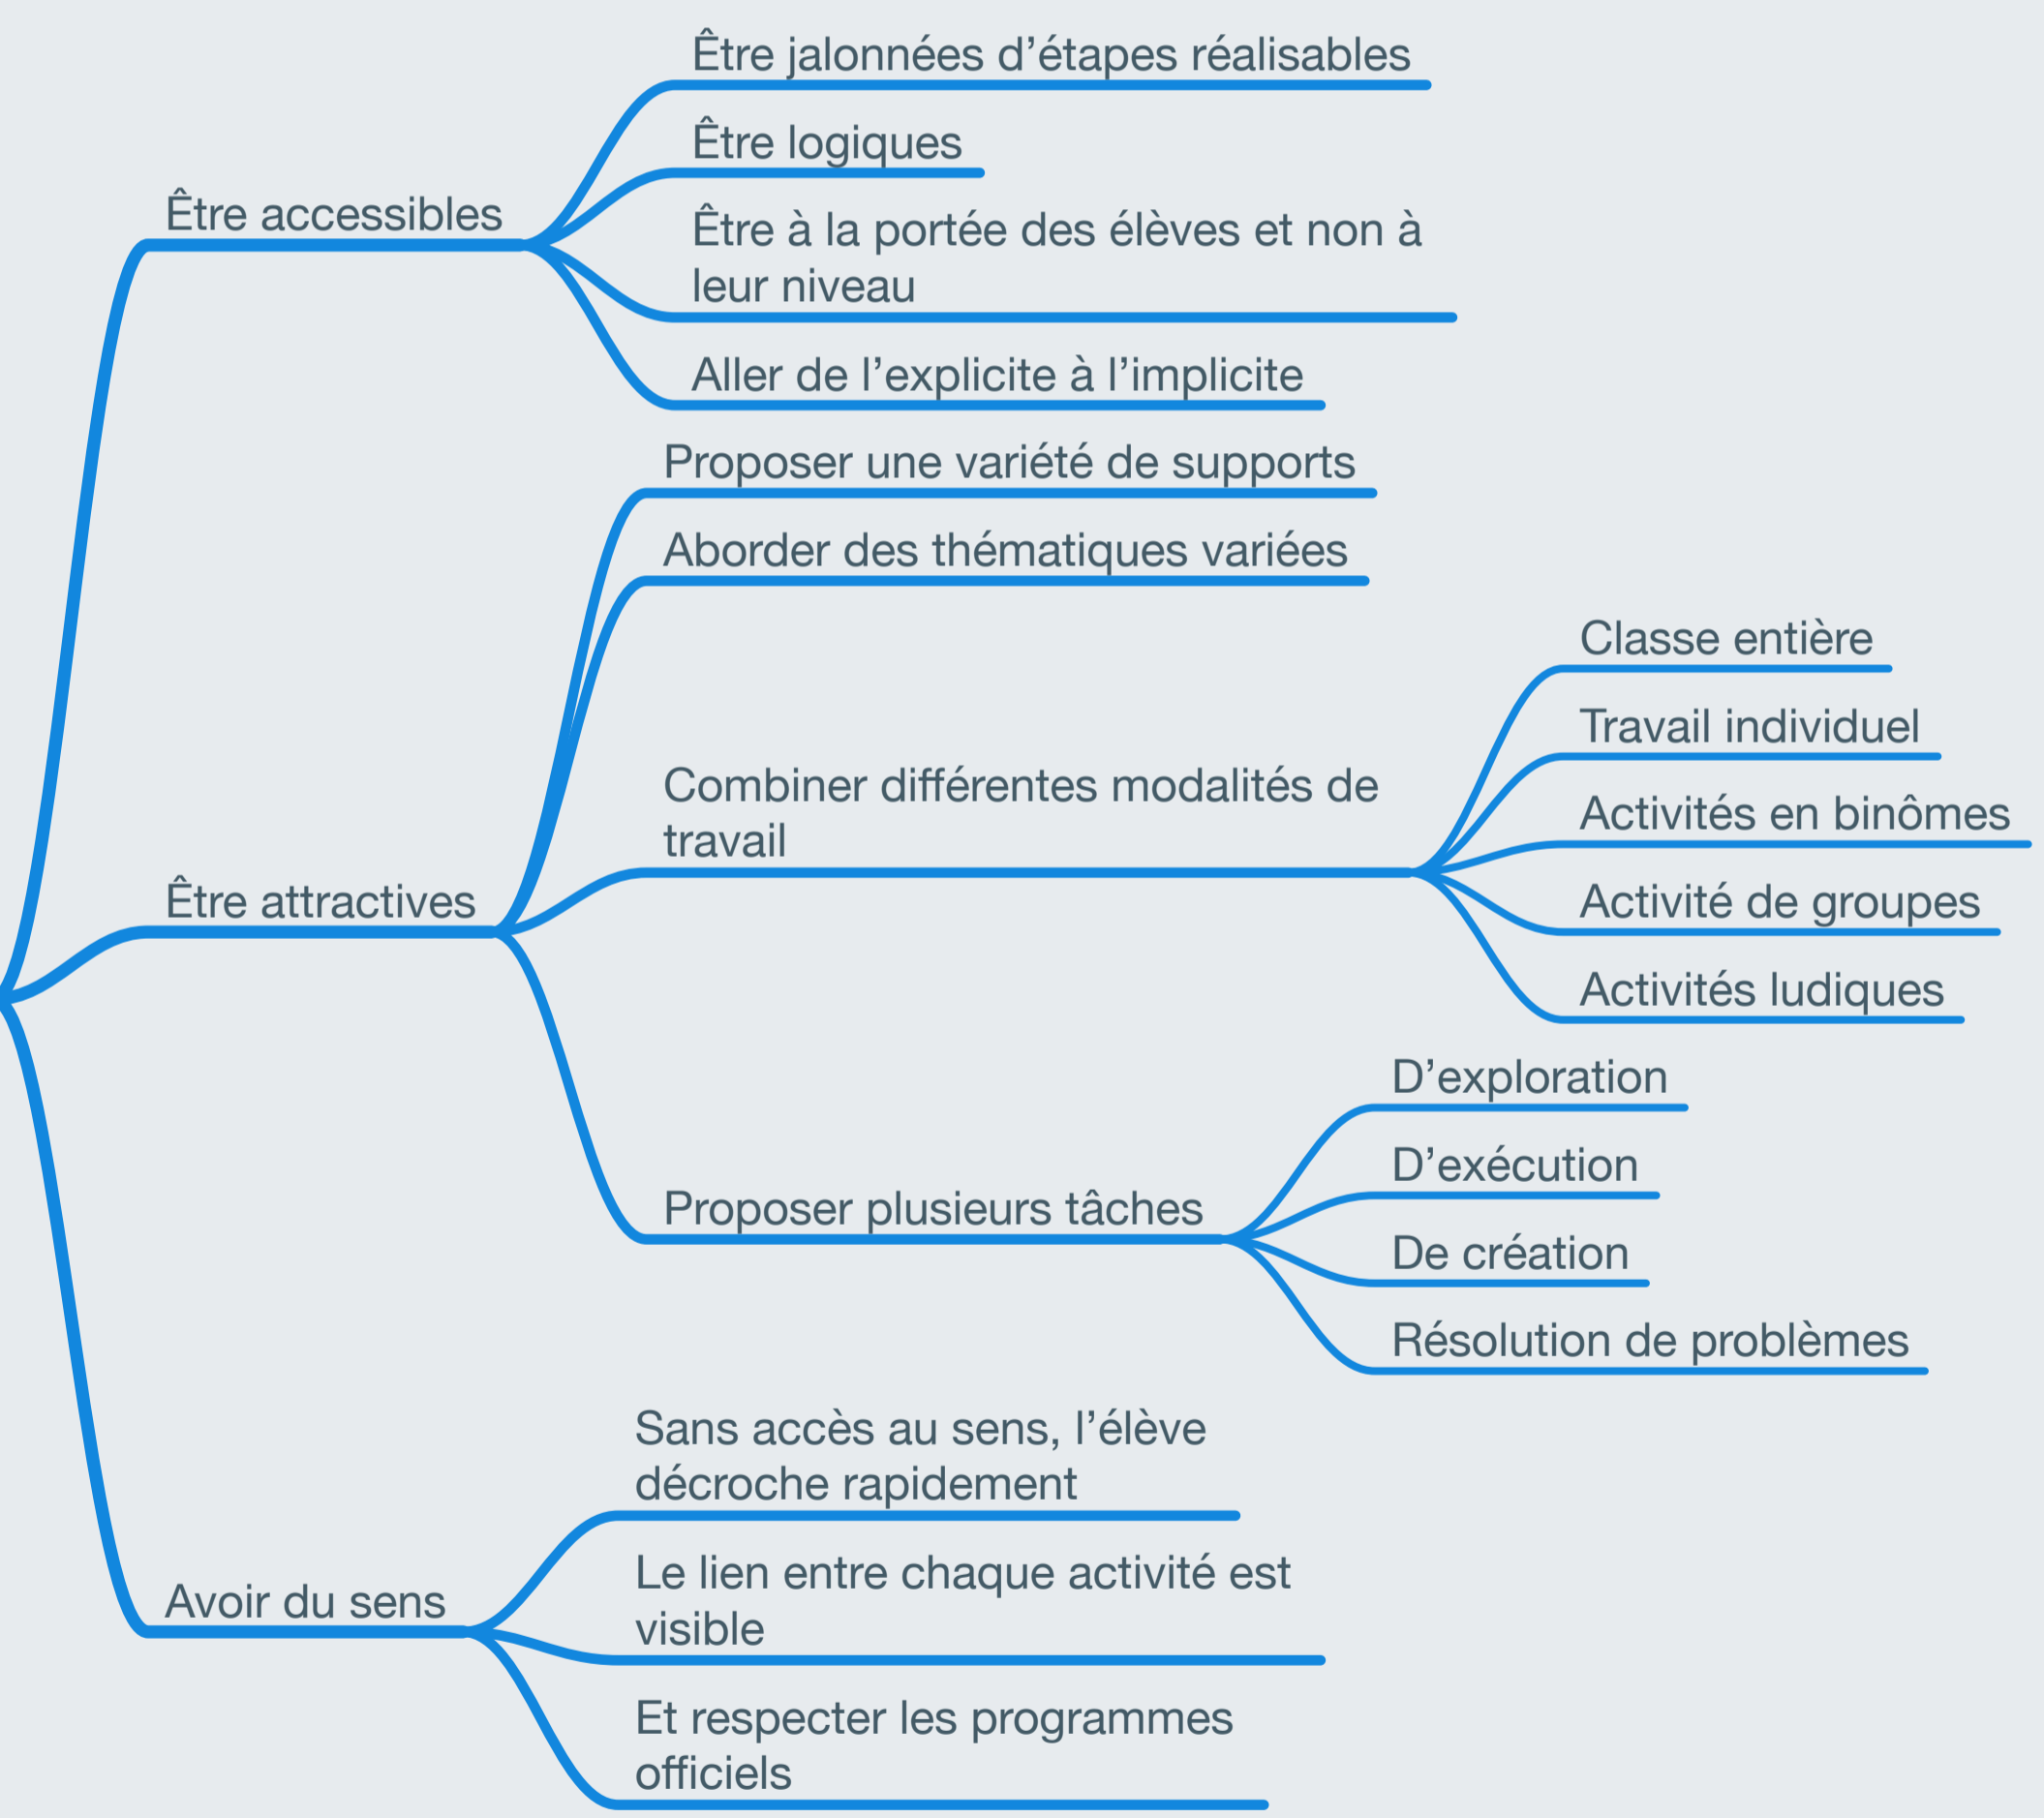 Être jalonnées d’étapes réalisables
Être logiques
Être accessibles
Être à la portée des élèves et non à
leur niveau
Aller de l’explicite à l’implicite
Proposer une variété de supports
Aborder des thématiques variées
Classe entière
Travail individuel
Combiner différentes modalités de
travail
Activités en binômes
Être attractives
Activité de groupes
Activités ludiques
D’exploration
D’exécution
Proposer plusieurs tâches
De création
Résolution de problèmes
Sans accès au sens, l’élève
décroche rapidement
Avoir du sens
Le lien entre chaque activité est
visible
Et respecter les programmes
officiels